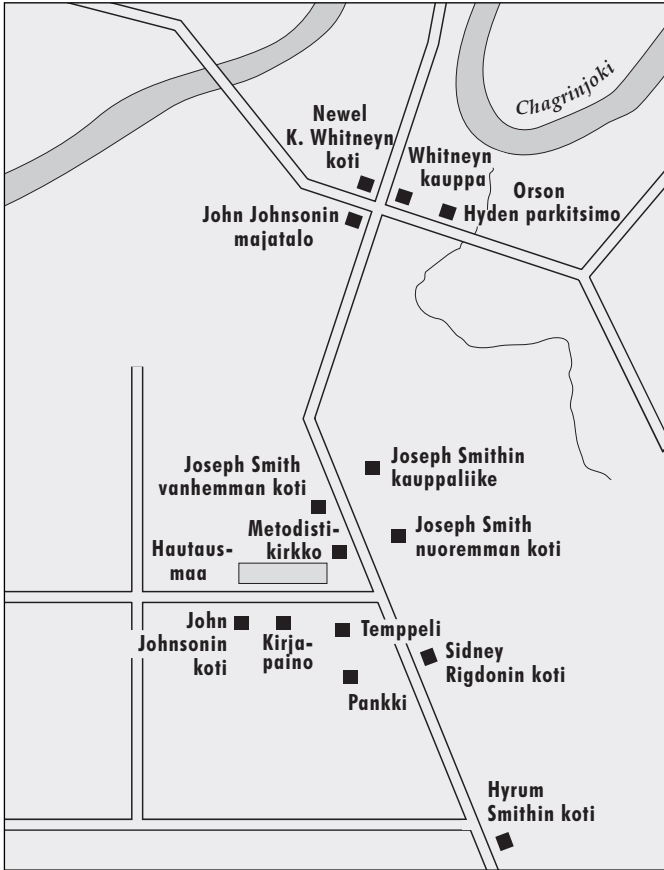 Chagrinjoki
Newel
K. Whitneyn
koti
Whitneyn
kauppa
Orson
Hyden parkitsimo
John Johnsonin
majatalo
Joseph Smithin
kauppaliike
Joseph Smith
vanhemman koti
Metodisti-
kirkko
Joseph Smith
nuoremman koti
Hautaus-
maa
John
Johnsonin
koti
Kirja-
paino
Temppeli
Sidney
Rigdonin koti
Pankki
Hyrum
Smithin koti